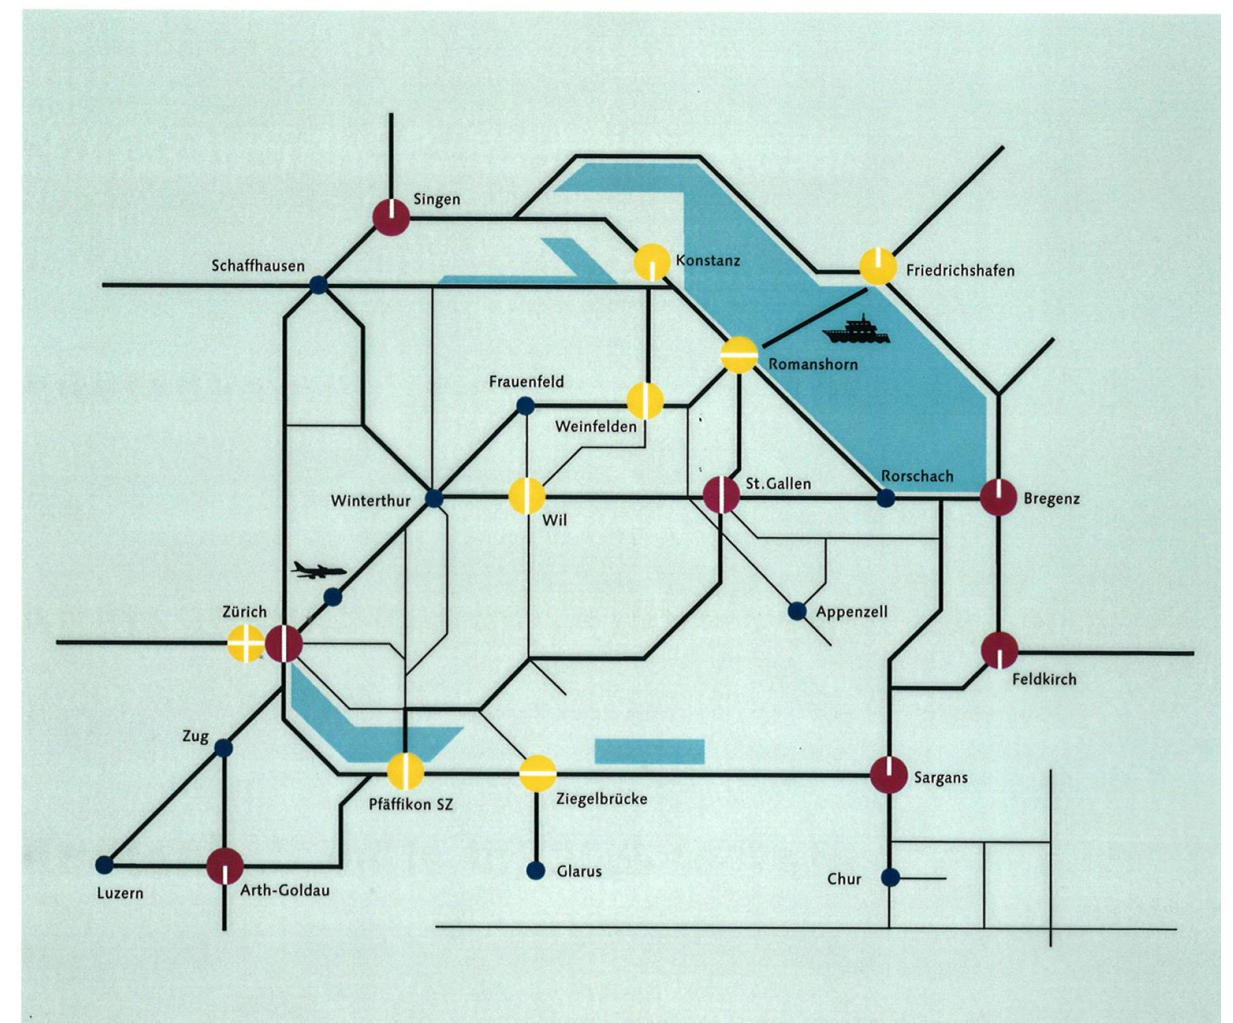 Singen
Schaffhausen
Konstanz
Friedrichshafen
Romanshorn
Frauenfeld
Weinfelden
Rorschach
St.Gallen
Winterthur
Bregenz
Wil
Zürich
Appenzell
Feldkirch
Zug
Sargans
Pfäffikon SZ
Ziegelbrücke
Luzern
Arth-Goldau
Glarus
Chur